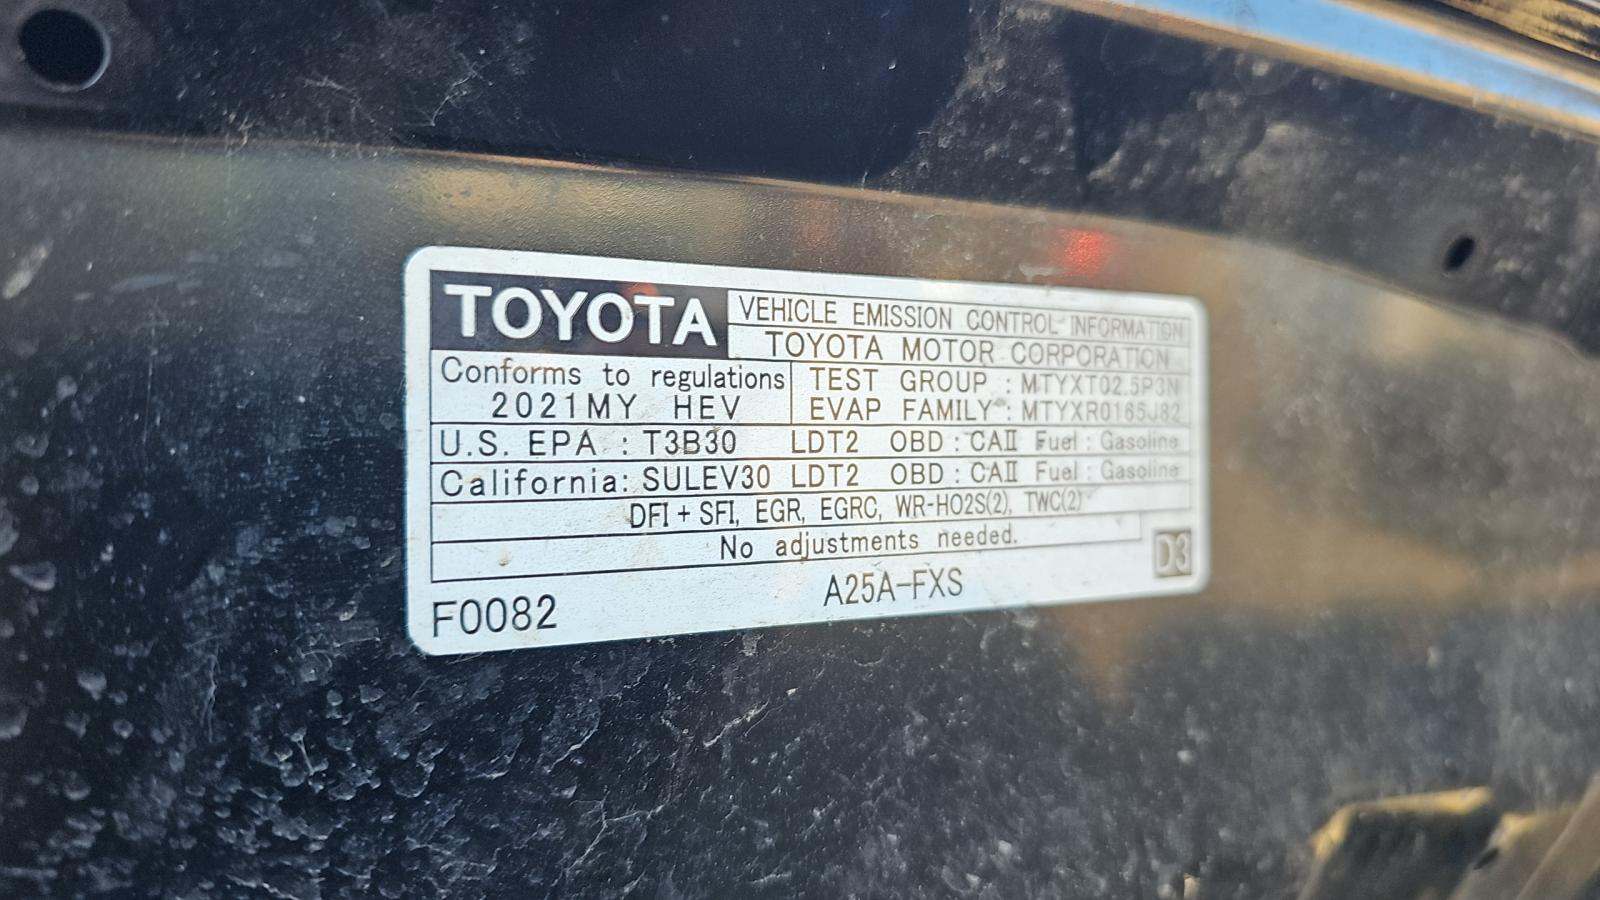 TOYOTA
VEHICLE EMISSION CONTROL INFORMATION
TOYOTA MOTOR CORPORATION
Conforms to regulations
2021MY HEV
TEST GROUP : MTYXT02.5P3N
EVAP FAMILY : MTYXR0165J82
U.S. EPA : T3B30 LDT2 OBD : CAII Fuel : Gasoline
California: SULEV30 LDT2 OBD : CAII Fuel : Gasoline
DFI + SFI, EGR, EGRC, WR-HO2S(2), TWC(2)
No adjustments needed.
D3
F0082
A25A-FXS